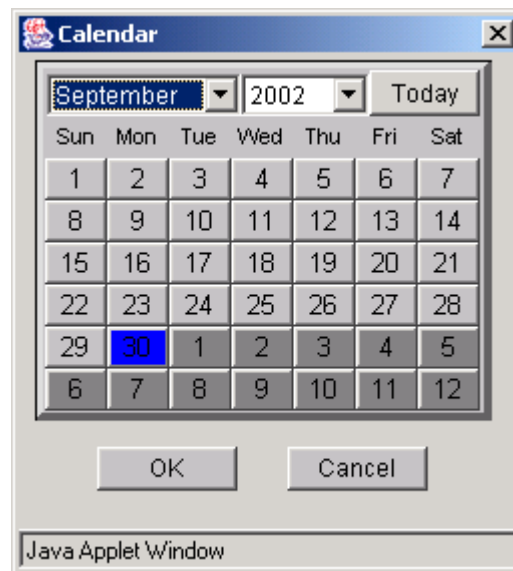 Calendar
September 2002 Today
Sun Mon Tue Wed Thu Fri Sat
1 2 3 4 5 6 7
8 9 10 11 12 13 14
15 16 17 18 19 20 21
22 23 24 25 26 27 28
29 30 1 2 3 4 5
6 7 8 9 10 11 12
OK Cancel
Java Applet Window